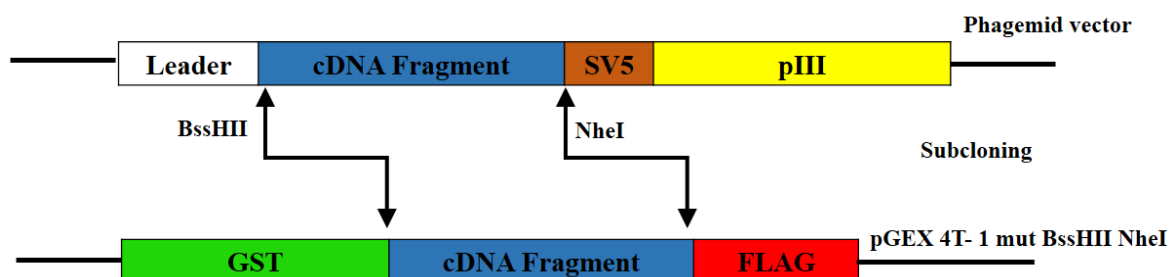 Phagemid vector
Leader cDNA Fragment SV5 pIII
BssHII NheI
Subcloning
pGEX 4T- 1 mut BssHII NheI
GST cDNA Fragment FLAG